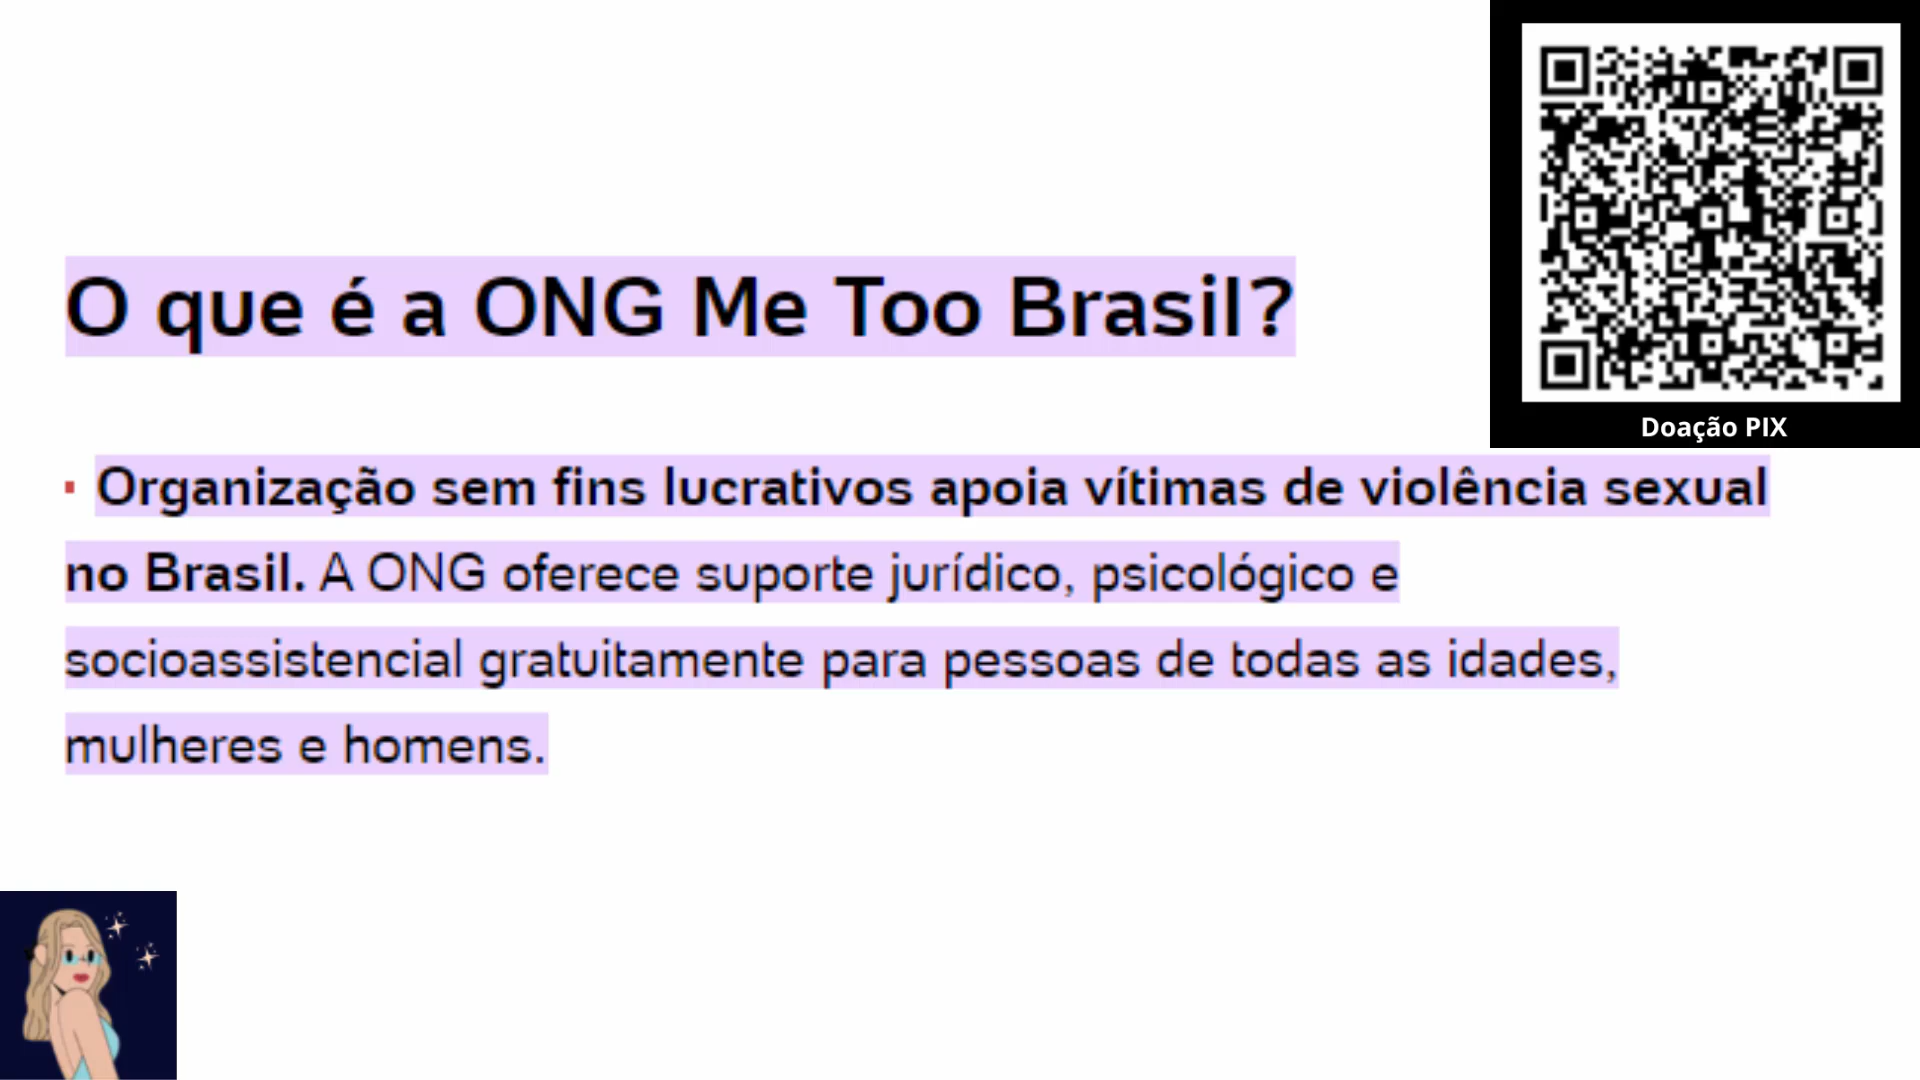 O que é a ONG Me Too Brasil?
Doação PIX
Organização sem fins lucrativos apoia vítimas de violência sexual
no Brasil. A ONG oferece suporte jurídico, psicológico e
socioassistencial gratuitamente para pessoas de todas as idades,
mulheres e homens.